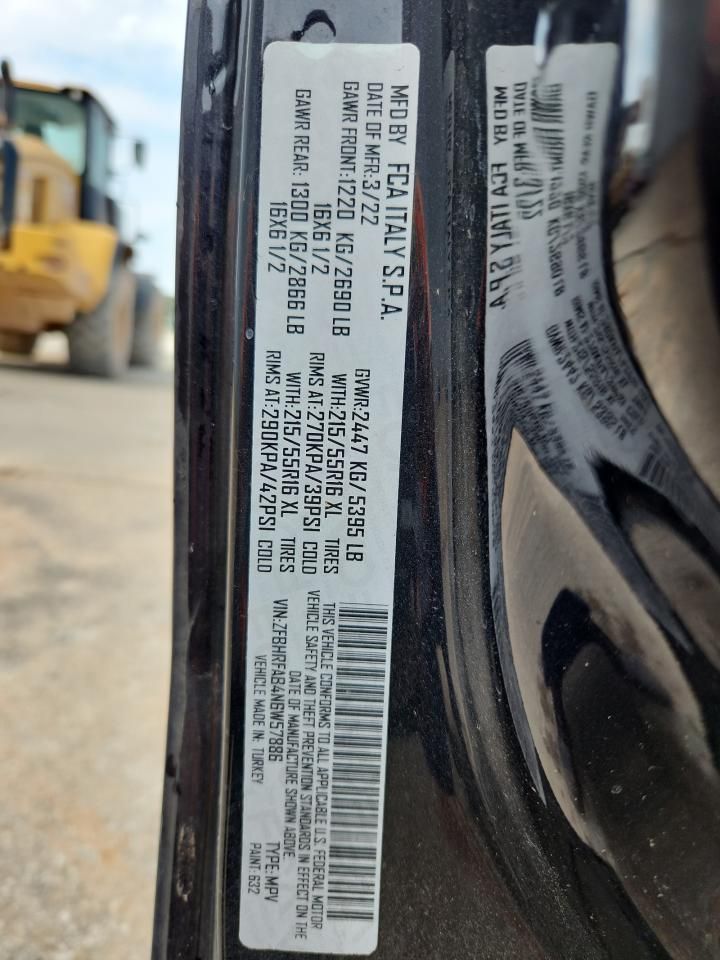 MFD BY FCA ITALY S.P.A.
DATE OF MFR:3/22 GVWR:2447 KG/5395 LB
GAWR FRONT:1220 KG/2690 LB WITH:215/55R16 XL TIRES
16X6 1/2 RIMS AT:270KPA/39PSI COLD
GAWR REAR: 1300 KG/2866 LB WITH:215/55R16 XL TIRES
16X6 1/2 RIMS AT:290KPA/42PSI COLD
THIS VEHICLE CONFORMS TO ALL APPLICABLE U.S. FEDERAL MOTOR
VEHICLE SAFETY AND THEFT PREVENTION STANDARDS IN EFFECT ON THE
DATE OF MANUFACTURE SHOWN ABOVE.
VIN:ZFBHRFAB4N6W57886 TYPE:MPV
VEHICLE MADE IN: TURKEY PAINT:632